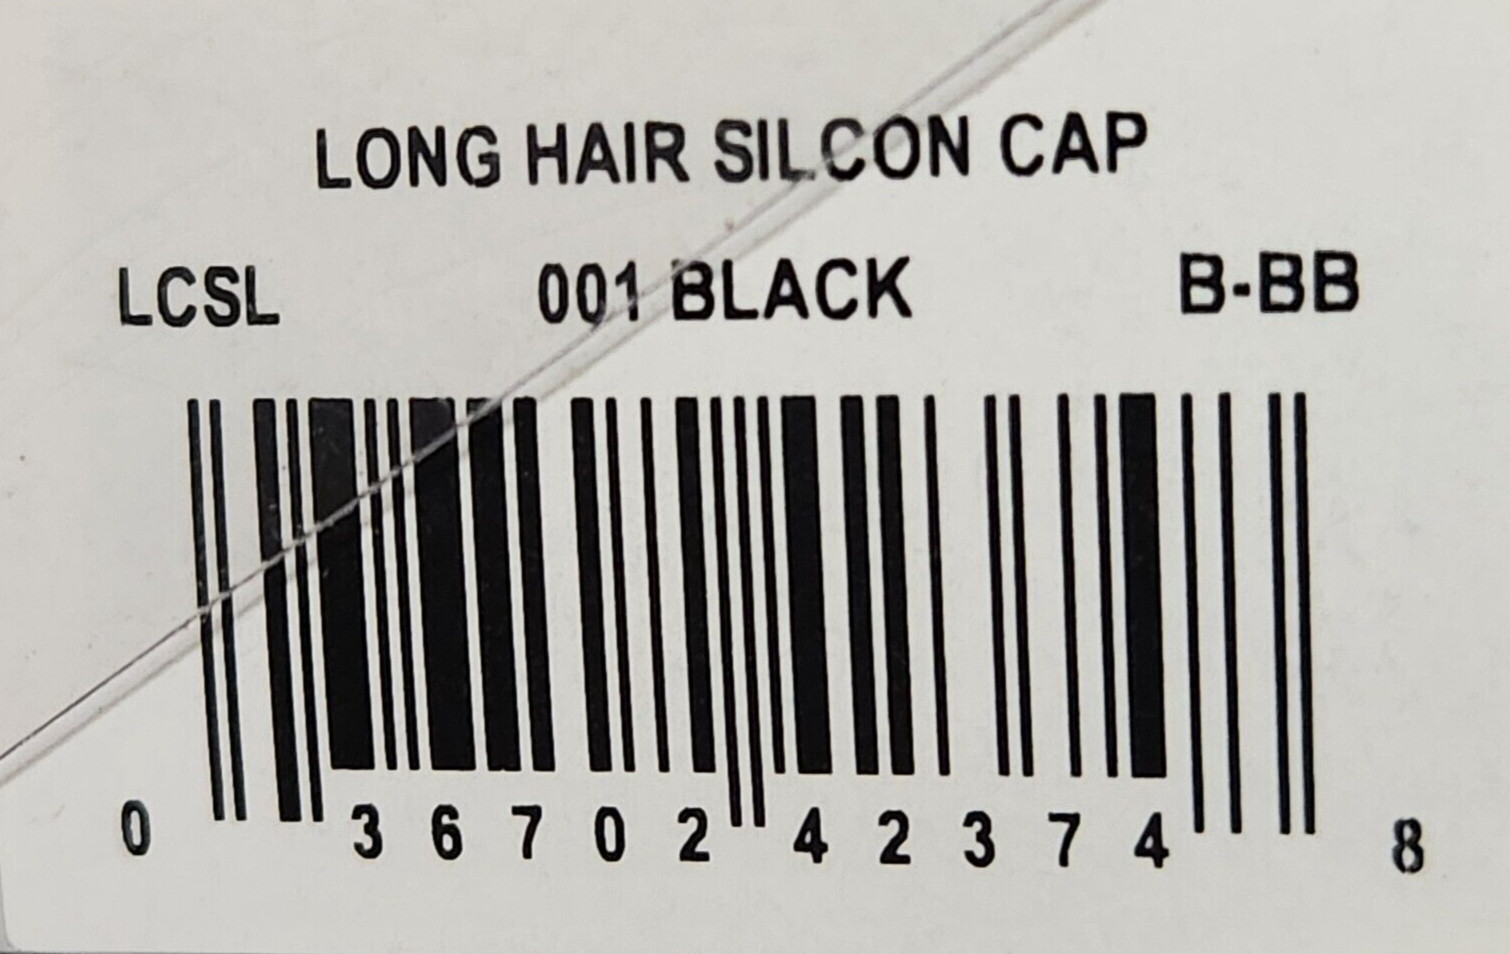 LONG HAIR SILCON CAP
LCSL 001 BLACK B-BB
0 36702 42374 8